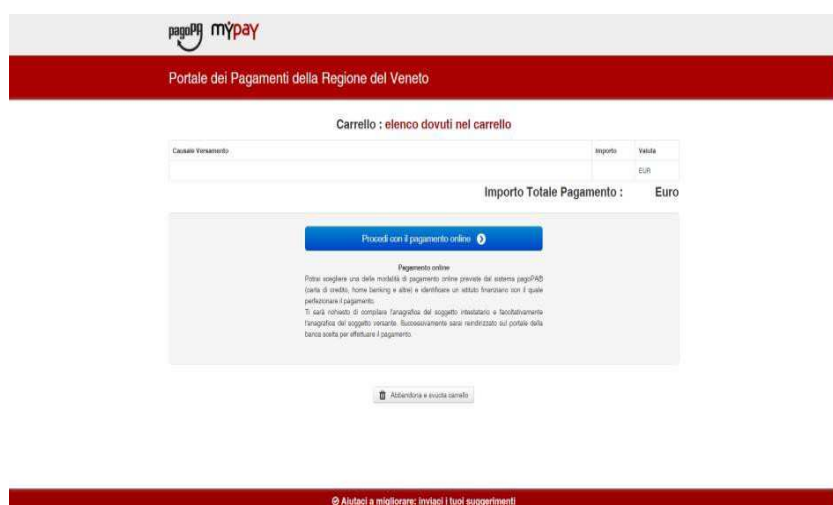 pagoPA mypay
Portale dei Pagamenti della Regione del Veneto
Carrello : elenco dovuti nel carrello
Causale Versamento Importo Valuta
EUR
Importo Totale Pagamento : Euro
Procedi con il pagamento online
Pagamento online
Potrai scegliere una delle modalità di pagamento online previste dal sistema pagoPA®
(carta di credito, home banking e altre) e identificare un istituto finanziario con il quale
perfezionare il pagamento.
Ti sarà richiesto di compilare l'anagrafica del soggetto intestatario e facoltativamente
l'anagrafica del soggetto versante. Successivamente sarai reindirizzato sul portale della
banca scelta per effettuare il pagamento.
Abbandona e svuota carrello
Aiutaci a migliorare: inviaci i tuoi suggerimenti